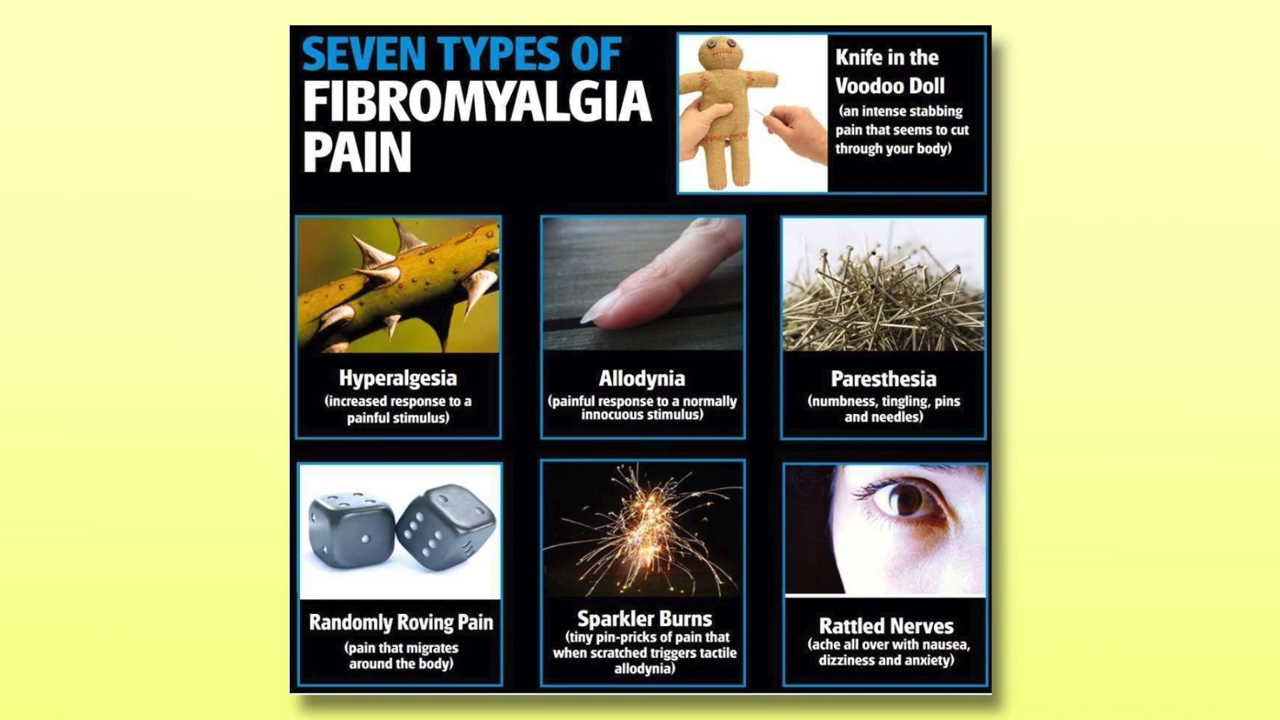 SEVEN TYPES OF
FIBROMYALGIA
PAIN
Knife in the
Voodoo Doll
(an intense stabbing
pain that seems to cut
through your body)
Hyperalgesia
(increased response to a
painful stimulus)
Allodynia
(painful response to a normally
innocuous stimulus)
Paresthesia
(numbness, tingling, pins
and needles)
Randomly Roving Pain
(pain that migrates
around the body)
Sparkler Burns
(tiny pin-pricks of pain that
when scratched triggers tactile
allodynia)
Rattled Nerves
(ache all over with nausea,
dizziness and anxiety)